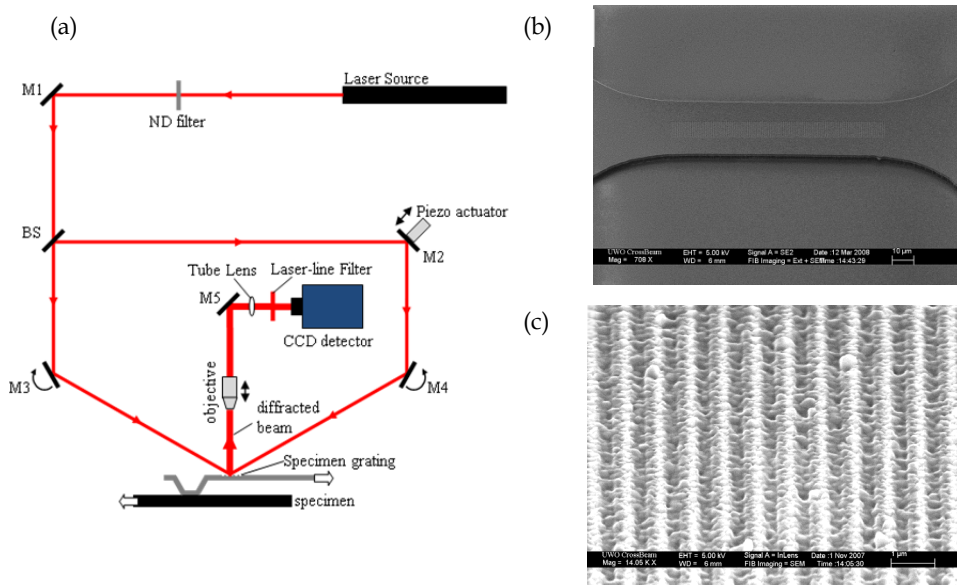 (a)
Laser Source
M1
ND filter
BS
Piezo actuator
M2
Tube Lens
Laser-line Filter
M5
CCD detector
M3
M4
objective
diffracted
beam
Specimen grating
specimen
(b)
UWO CrossBeam
Mag = 708 X
EHT = 5.00 kV
WD = 6 mm
Signal A = SE2
Date :12 Mar 2008
FIB Imaging = Ext + SEM
Time :14:43:29
10 µm
(c)
UWO CrossBeam
Mag = 14.05 K X
EHT = 5.00 kV
WD = 6 mm
Signal A = InLens
Date :1 Nov 2007
FIB Imaging = SEM
Time :14:05:30
1 µm